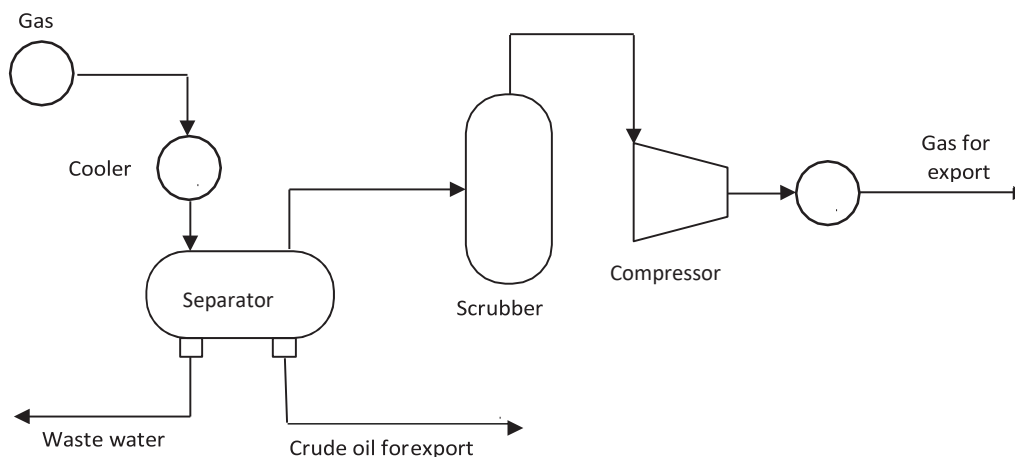 Gas
Cooler
Separator
Waste water
Crude oil forexport
Scrubber
Compressor
Gas for
export